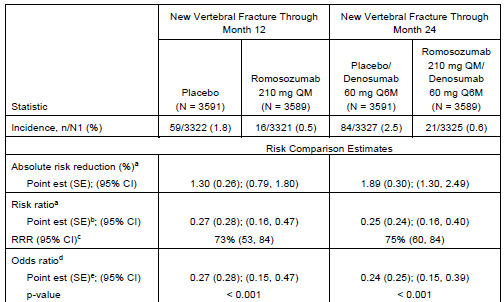 New Vertebral Fracture Through Month 12 New Vertebral Fracture Through Month 24
Statistic Placebo (N = 3591) Romosozumab 210 mg QM (N = 3589) Placebo/ Denosumab 60 mg Q6M (N = 3591) Romosozumab 210 mg QM/ Denosumab 60 mg Q6M (N = 3589)
Incidence, n/N1 (%) 59/3322 (1.8) 16/3321 (0.5) 84/3327 (2.5) 21/3325 (0.6)
Risk Comparison Estimates
Absolute risk reduction (%)a
Point est (SE); (95% CI) 1.30 (0.26); (0.79, 1.80) 1.89 (0.30); (1.30, 2.49)
Risk ratioa
Point est (SE)b; (95% CI) 0.27 (0.28); (0.16, 0.47) 0.25 (0.24); (0.16, 0.40)
RRR (95% CI)c 73% (53, 84) 75% (60, 84)
Odds ratiod
Point est (SE)e; (95% CI) 0.27 (0.28); (0.15, 0.47) 0.24 (0.25); (0.15, 0.39)
p-value < 0.001 < 0.001